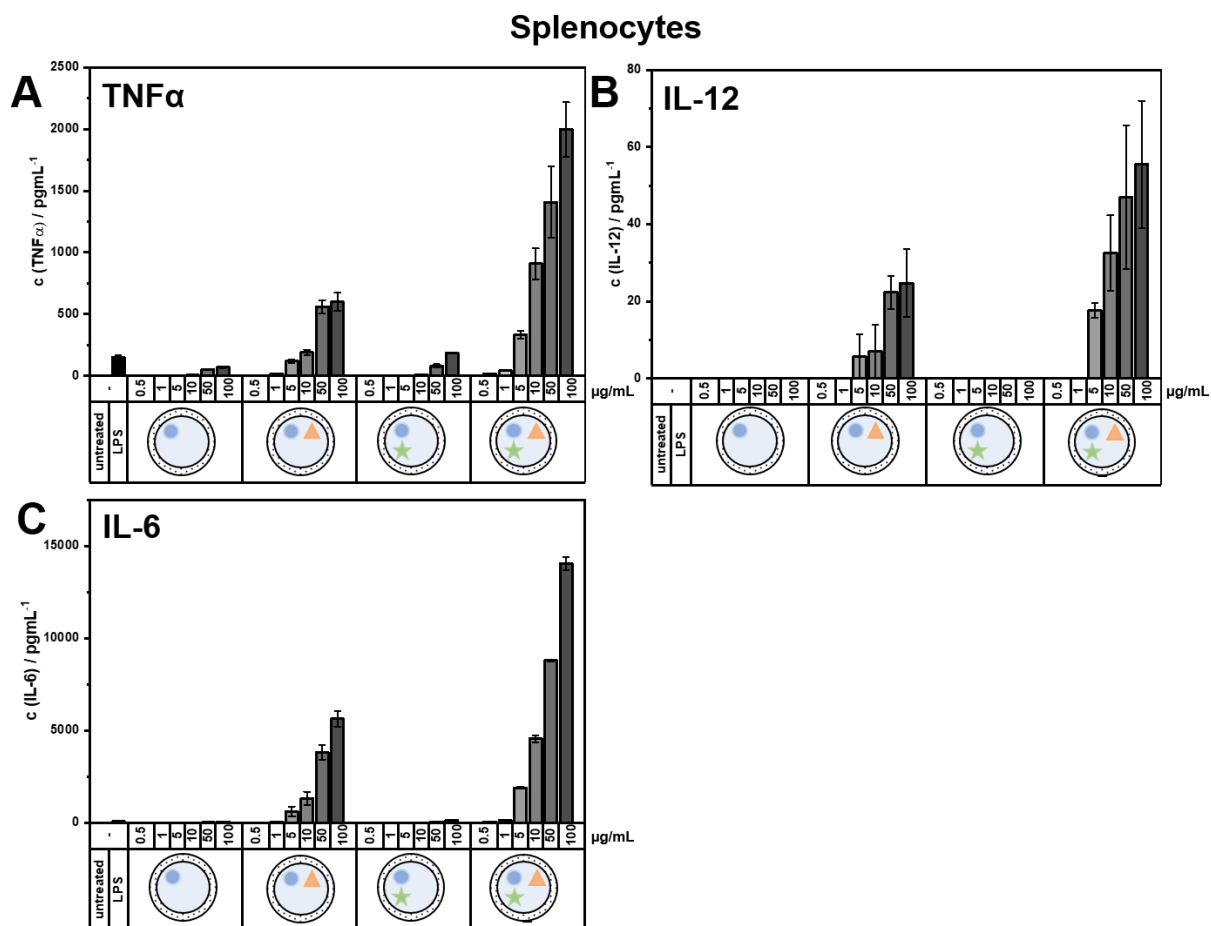 Splenocytes
A
TNFα
c (TNFα) / pgmL⁻¹
2500
2000
1500
1000
500
0
- 0.5 1 5 10 50 100 0.5 1 5 10 50 100 0.5 1 5 10 50 100 0.5 1 5 10 50 100 µg/mL
untreated
LPS
B
IL-12
c (IL-12) / pgmL⁻¹
80
60
40
20
0
- 0.5 1 5 10 50 100 0.5 1 5 10 50 100 0.5 1 5 10 50 100 0.5 1 5 10 50 100 µg/mL
untreated
LPS
C
IL-6
c (IL-6) / pgmL⁻¹
15000
10000
5000
0
- 0.5 1 5 10 50 100 0.5 1 5 10 50 100 0.5 1 5 10 50 100 0.5 1 5 10 50 100 µg/mL
untreated
LPS